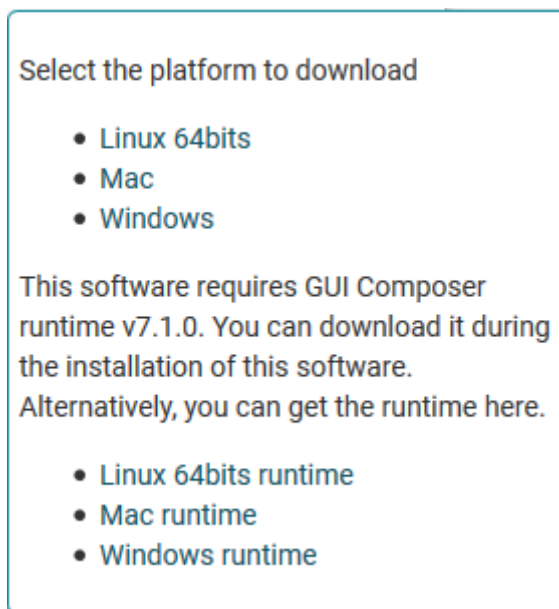 Select the platform to download
Linux 64bits
Mac
Windows
This software requires GUI Composer
runtime v7.1.0. You can download it during
the installation of this software.
Alternatively, you can get the runtime here.
Linux 64bits runtime
Mac runtime
Windows runtime